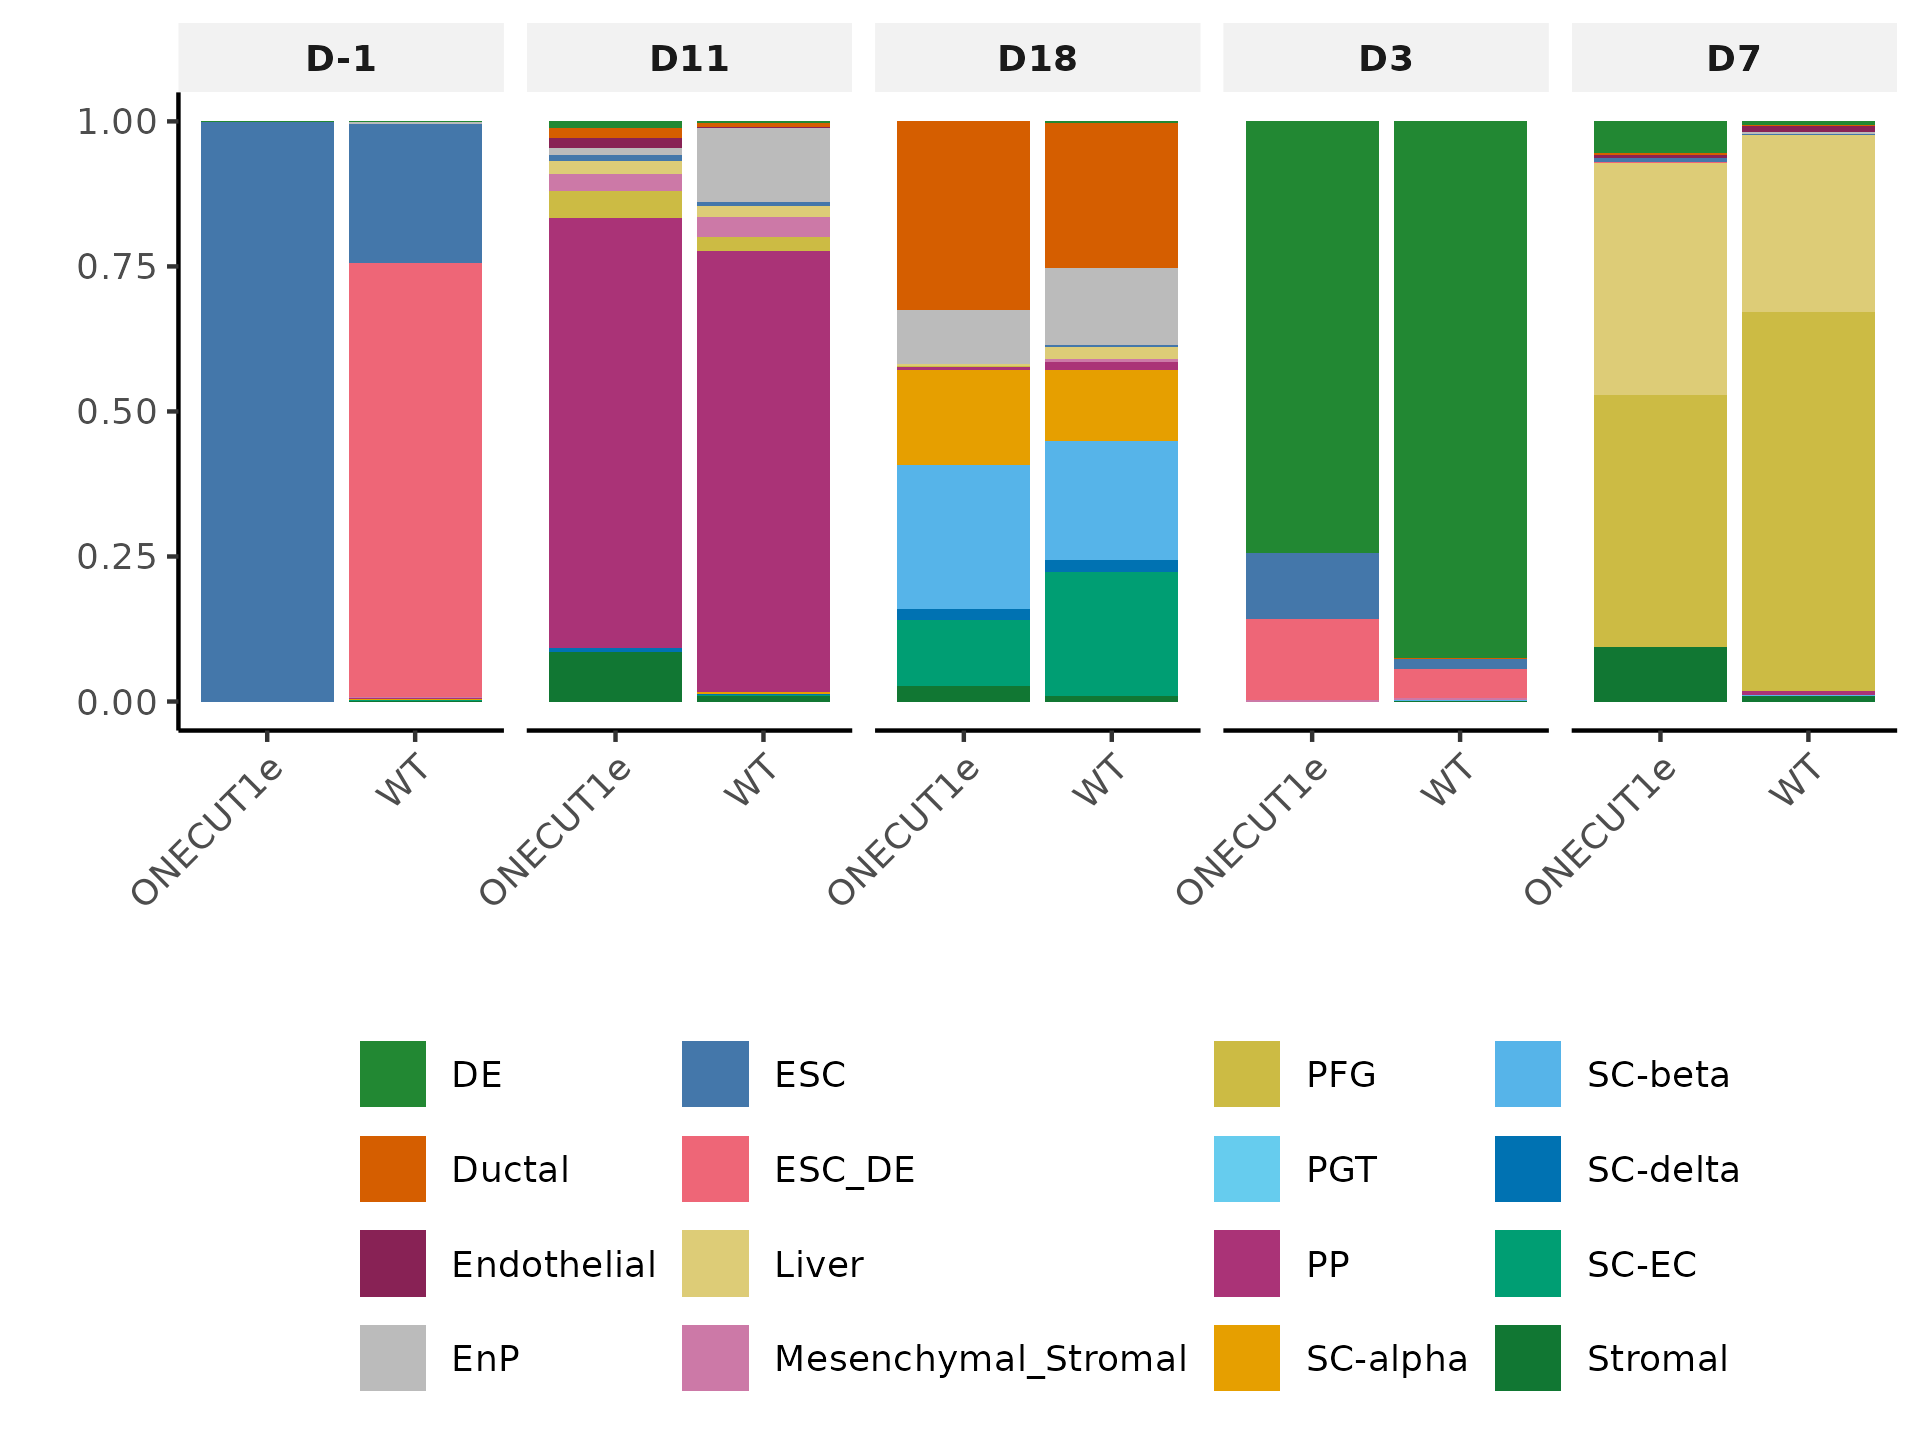 D-1 D11 D18 D3 D7
1.00
0.75
0.50
0.25
0.00
ONECUT1e WT ONECUT1e WT ONECUT1e WT ONECUT1e WT ONECUT1e WT
DE ESC PFG SC-beta
Ductal ESC_DE PGT SC-delta
Endothelial Liver PP SC-EC
EnP Mesenchymal_Stromal SC-alpha Stromal